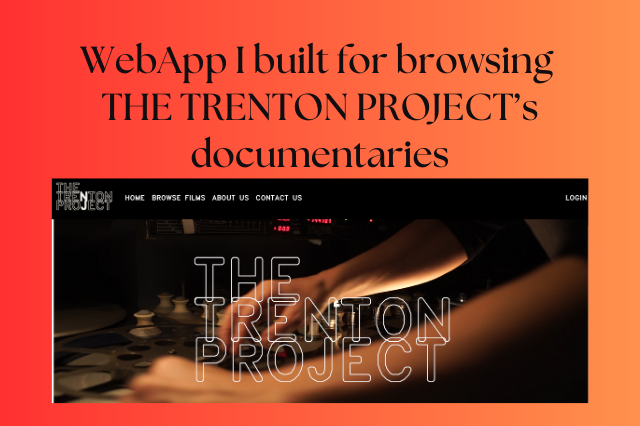 WebApp I built for browsing
THE TRENTON PROJECT's
documentaries
THE
TRENTON
PROJECT
HOME BROWSE FILMS ABOUT US CONTACT US
LOGIN
THE
TRENTON
PROJECT